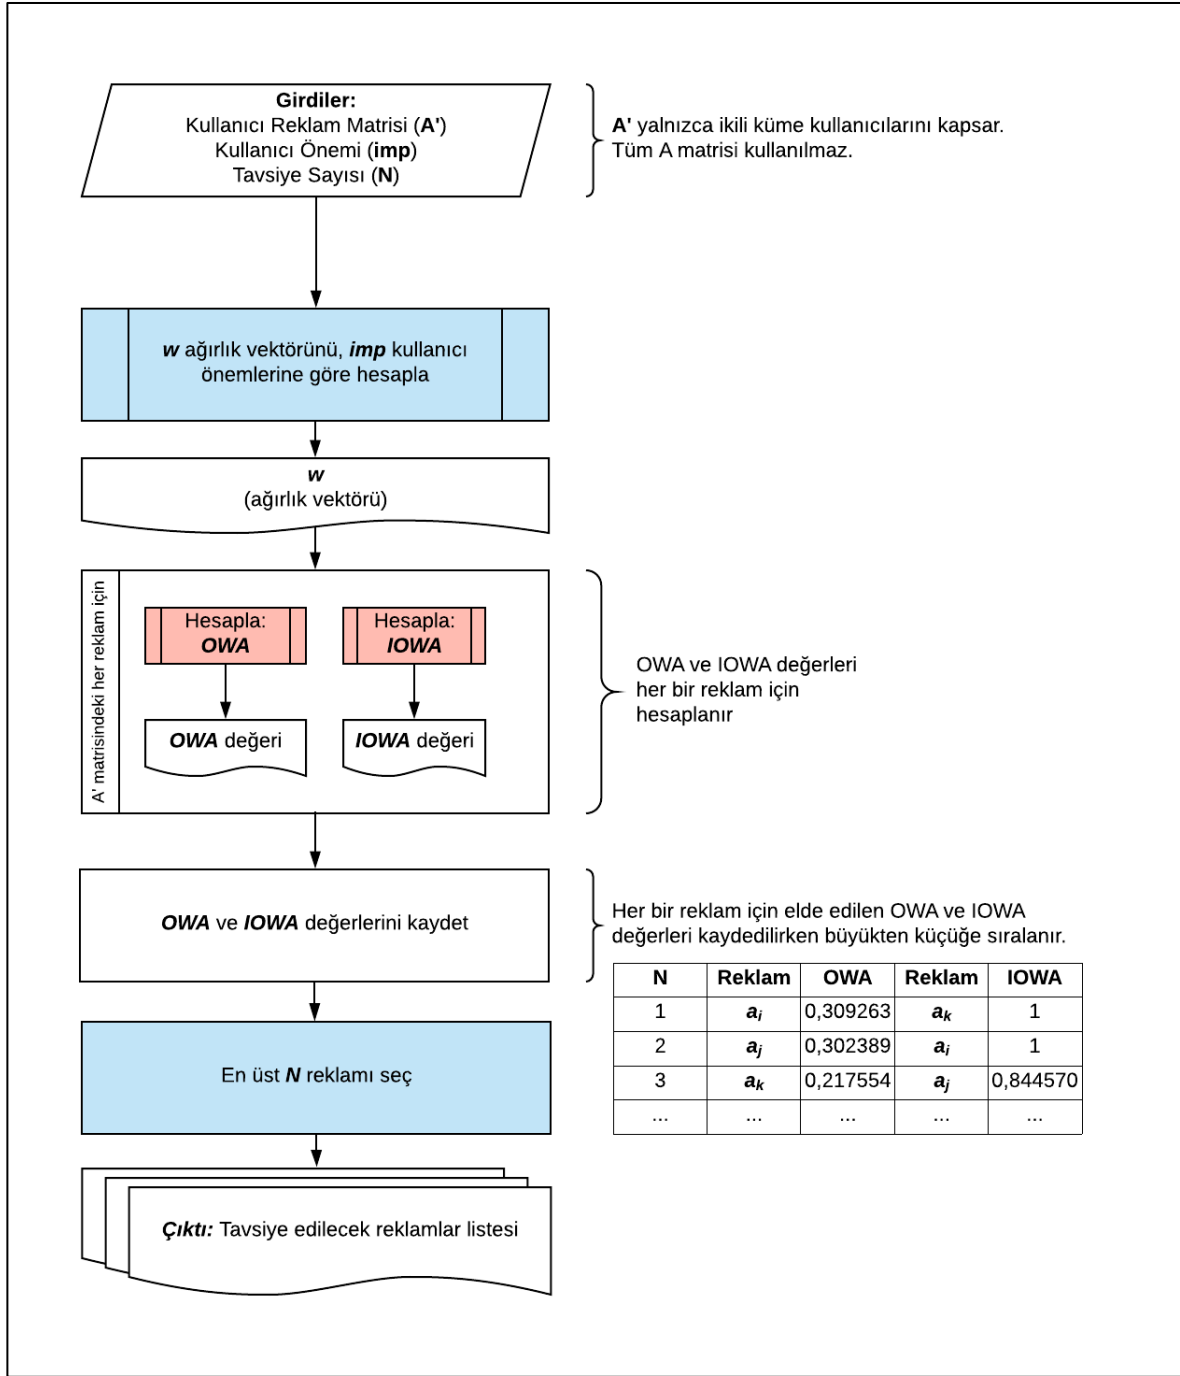 Girdiler:
Kullanıcı Reklam Matrisi (A')
Kullanıcı Önemi (imp)
Tavsiye Sayısı (N)
A' yalnızca ikili küme kullanıcılarını kapsar.
Tüm A matrisi kullanılmaz.
w ağırlık vektörünü, imp kullanıcı
önemlerine göre hesapla
w
(ağırlık vektörü)
A' matrisindeki her reklam için
Hesapla:
OWA
Hesapla:
IOWA
OWA değeri
IOWA değeri
OWA ve IOWA değerleri
her bir reklam için
hesaplanır
OWA ve IOWA değerlerini kaydet
Her bir reklam için elde edilen OWA ve IOWA
değerleri kaydedilirken büyükten küçüğe sıralanır.
N Reklam OWA Reklam IOWA
1 ai 0,309263 ak 1
2 aj 0,302389 ai 1
3 ak 0,217554 aj 0,844570
... ... ... ... ...
En üst N reklamı seç
Çıktı: Tavsiye edilecek reklamlar listesi